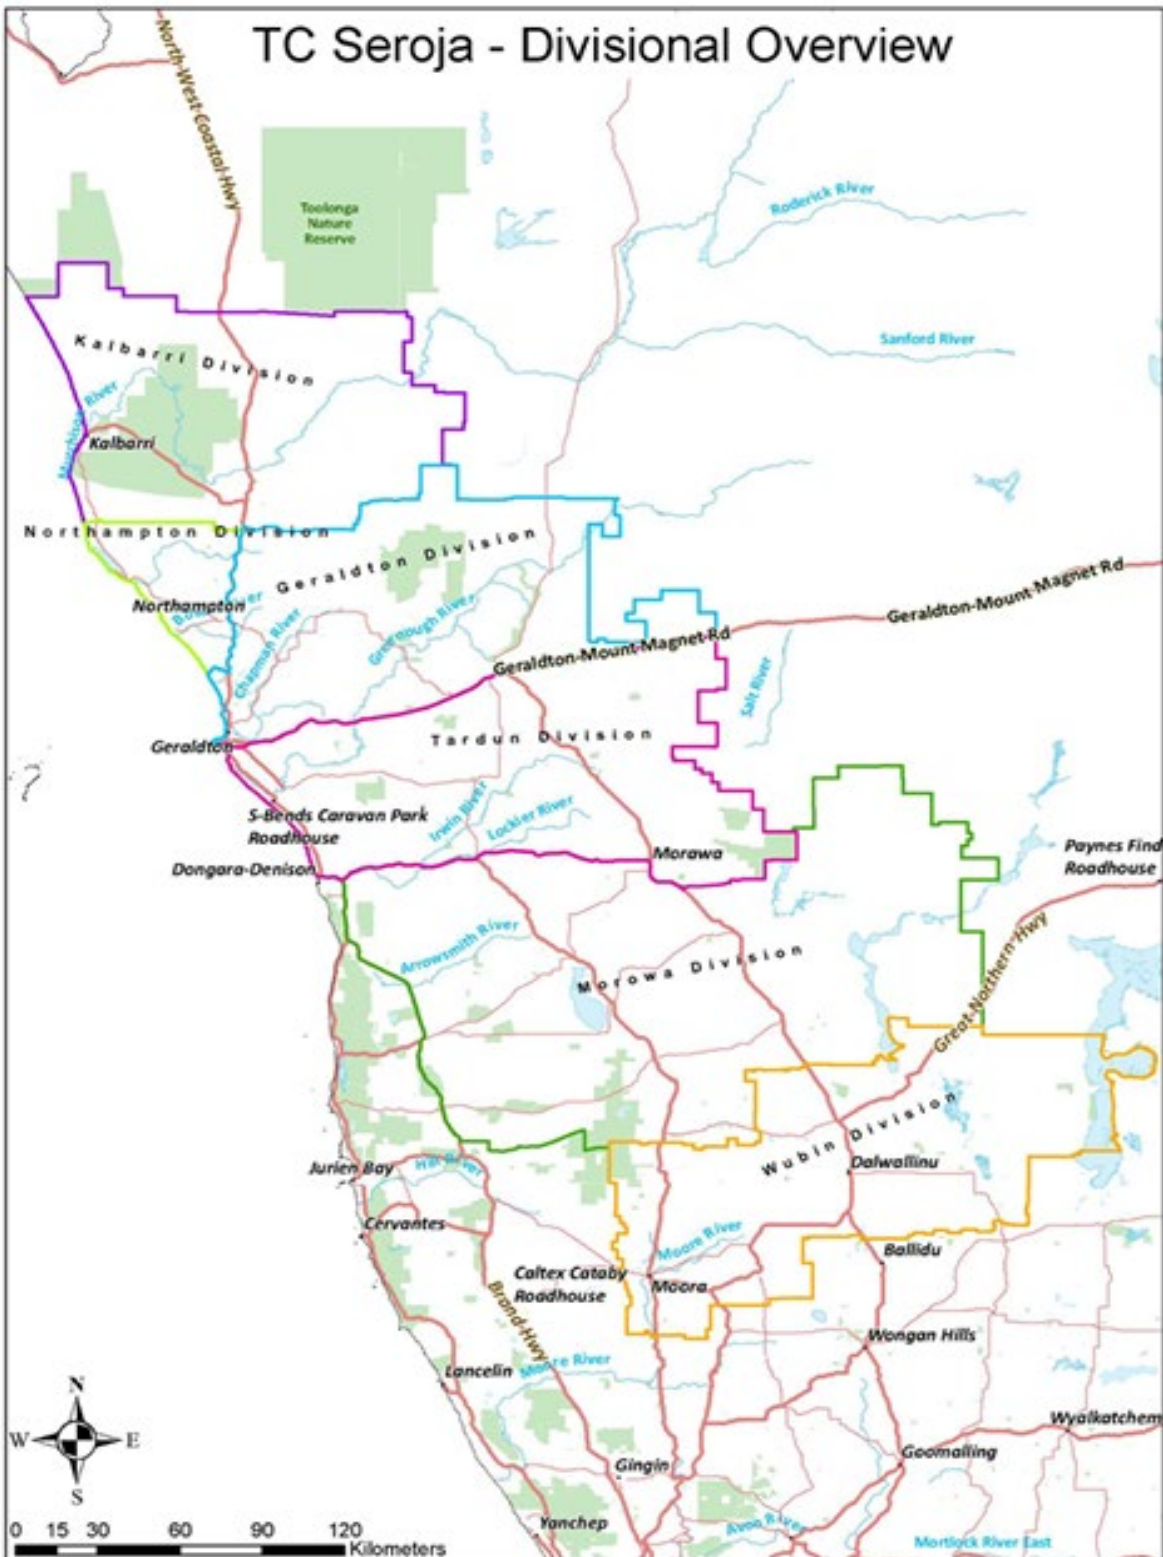 TC Seroja - Divisional Overview
North-West-Coastal-Hwy
Toolonga
Nature
Reserve
Roderick River
Sanford River
Kalbarri Division
Murchison River
Kalbarri
Northampton Division
Geraldton Division
Geraldton-Mount-Magnet Rd
Northampton
Chapman River
Greenough River
Geraldton-Mount-Magnet-Rd
Salt River
Tardun Division
Geraldton
S-Bends Caravan Park
Roadhouse
Irwin River
Lockier River
Morawa
Paynes Find
Roadhouse
Dongara-Denison
Arrowsmith River
Morowa Division
Great-Northern-Hwy
Wubin Division
Dalwallinu
Jurien Bay
Hill River
Cervantes
Moore River
Ballidu
Caltex Cataby
Roadhouse
Moora
Brand-Hwy
Wongan Hills
Moore River
Lancelin
Wyalkatchem
Goomalling
Gingin
Yanchep
Avon River
Mortlock River East
N
W
E
S
0 15 30 60 90 120
Kilometers